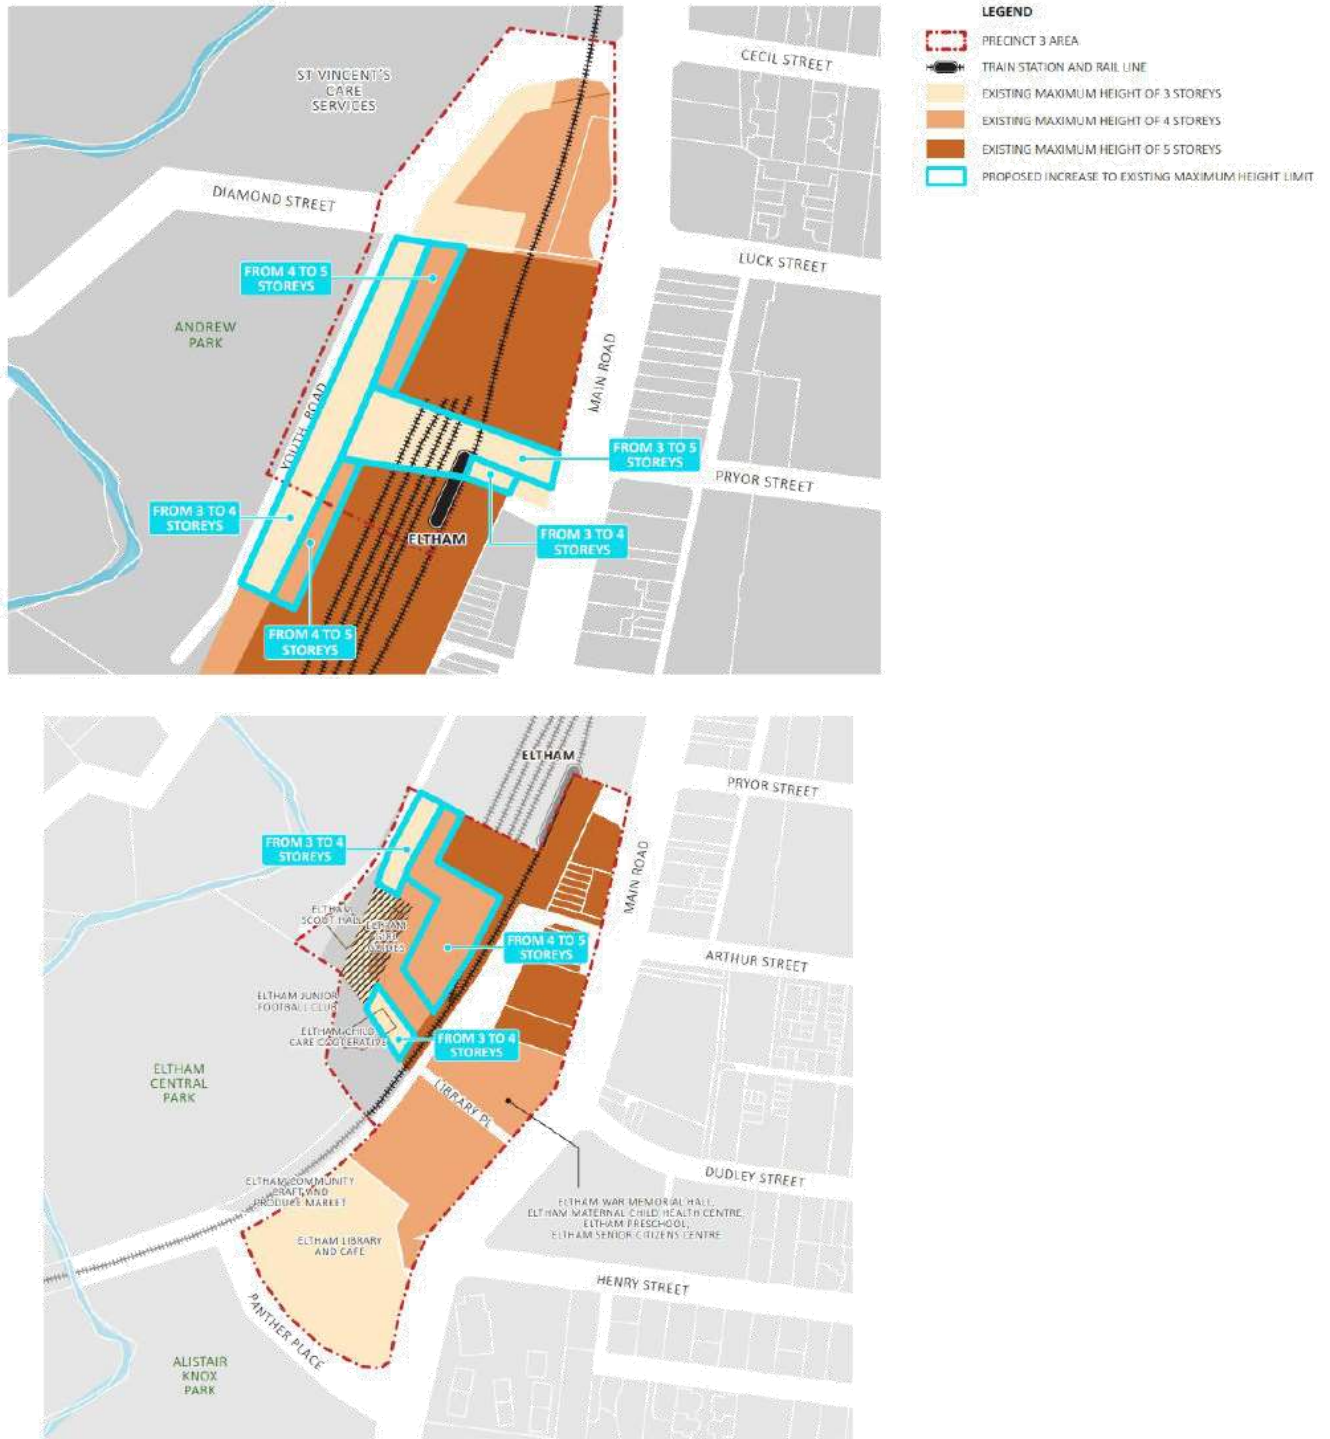 LEGEND
PRECINCT 3 AREA
TRAIN STATION AND RAIL LINE
EXISTING MAXIMUM HEIGHT OF 3 STOREYS
EXISTING MAXIMUM HEIGHT OF 4 STOREYS
EXISTING MAXIMUM HEIGHT OF 5 STOREYS
PROPOSED INCREASE TO EXISTING MAXIMUM HEIGHT LIMIT
CECIL STREET
ST VINCENT'S
CARE
SERVICES
DIAMOND STREET
LUCK STREET
FROM 4 TO 5
STOREYS
ANDREW
PARK
MAIN ROAD
YOUTH ROAD
FROM 3 TO 5
STOREYS
PRYOR STREET
FROM 3 TO 4
STOREYS
ELTHAM
FROM 3 TO 4
STOREYS
FROM 4 TO 5
STOREYS
ELTHAM
PRYOR STREET
FROM 3 TO 4
STOREYS
MAIN ROAD
ELTHAM
SCOUT HALL
ELTHAM
GIRL
GUIDES
FROM 4 TO 5
STOREYS
ARTHUR STREET
ELTHAM JUNIOR
FOOTBALL CLUB
ELTHAM CHILD
CARE COOPERATIVE
FROM 3 TO 4
STOREYS
ELTHAM
CENTRAL
PARK
LIBRARY PL
DUDLEY STREET
ELTHAM COMMUNITY
CRAFT AND
PRODUCE MARKET
ELTHAM WAR MEMORIAL HALL,
ELTHAM MATERNAL CHILD HEALTH CENTRE,
ELTHAM PRESCHOOL,
ELTHAM SENIOR CITIZENS CENTRE
ELTHAM LIBRARY
AND CAFE
HENRY STREET
PANTHER PLACE
ALISTAIR
KNOX
PARK